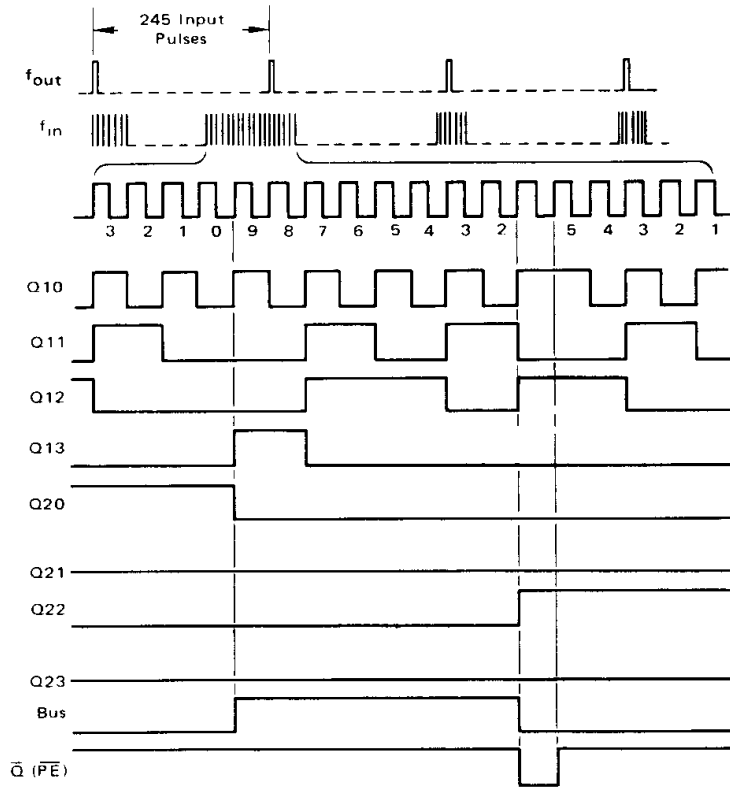 245 Input
Pulses
fout
fin
3 2 1 0 9 8 7 6 5 4 3 2 5 4 3 2 1
Q10
Q11
Q12
Q13
Q20
Q21
Q22
Q23
Bus
Q̅ (P̅E̅)